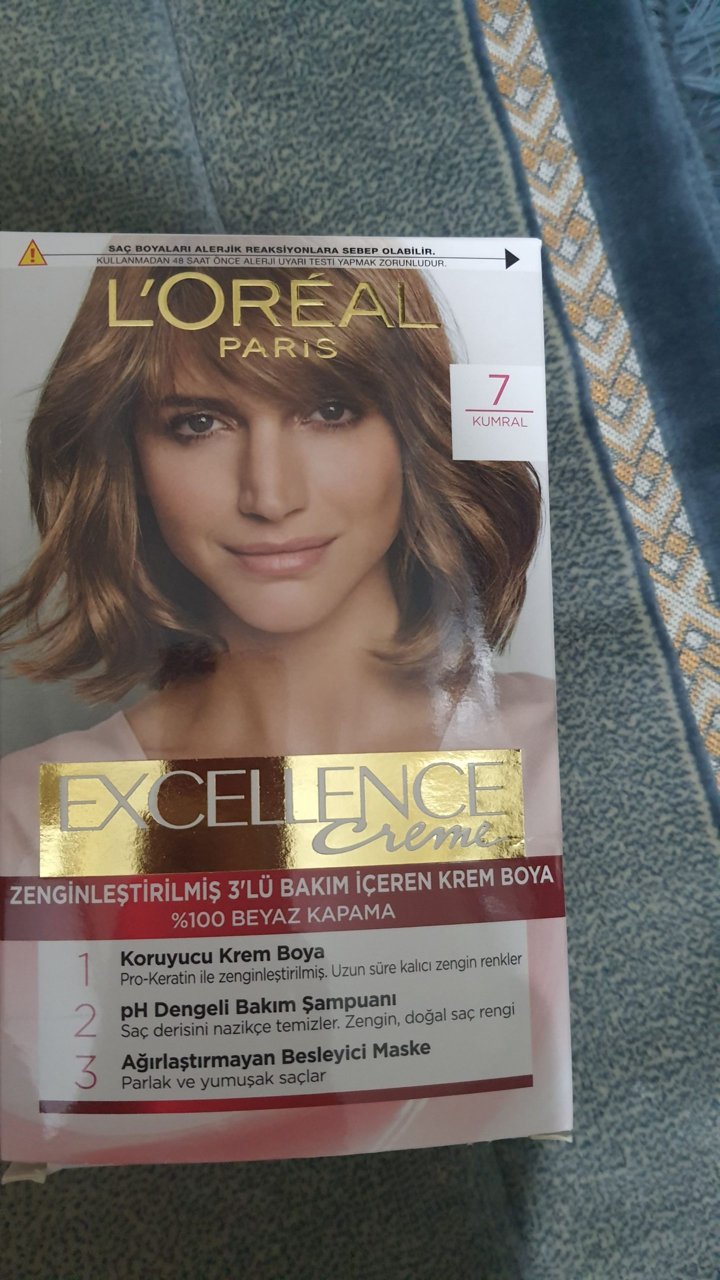 SAÇ BOYALARI ALERJİK REAKSİYONLARA SEBEP OLABİLİR.
KULLANMADAN 48 SAAT ÖNCE ALERJİ UYARI TESTİ YAPMAK ZORUNLUDUR.
L'ORÉAL
PARIS
7
KUMRAL
EXCELLENCE
Creme
ZENGİNLEŞTİRİLMİŞ 3'LÜ BAKIM İÇEREN KREM BOYA
%100 BEYAZ KAPAMA
1 Koruyucu Krem Boya
Pro-Keratin ile zenginleştirilmiş. Uzun süre kalıcı zengin renkler
2 pH Dengeli Bakım Şampuanı
Saç derisini nazikçe temizler. Zengin, doğal saç rengi
3 Ağırlaştırmayan Besleyici Maske
Parlak ve yumuşak saçlar